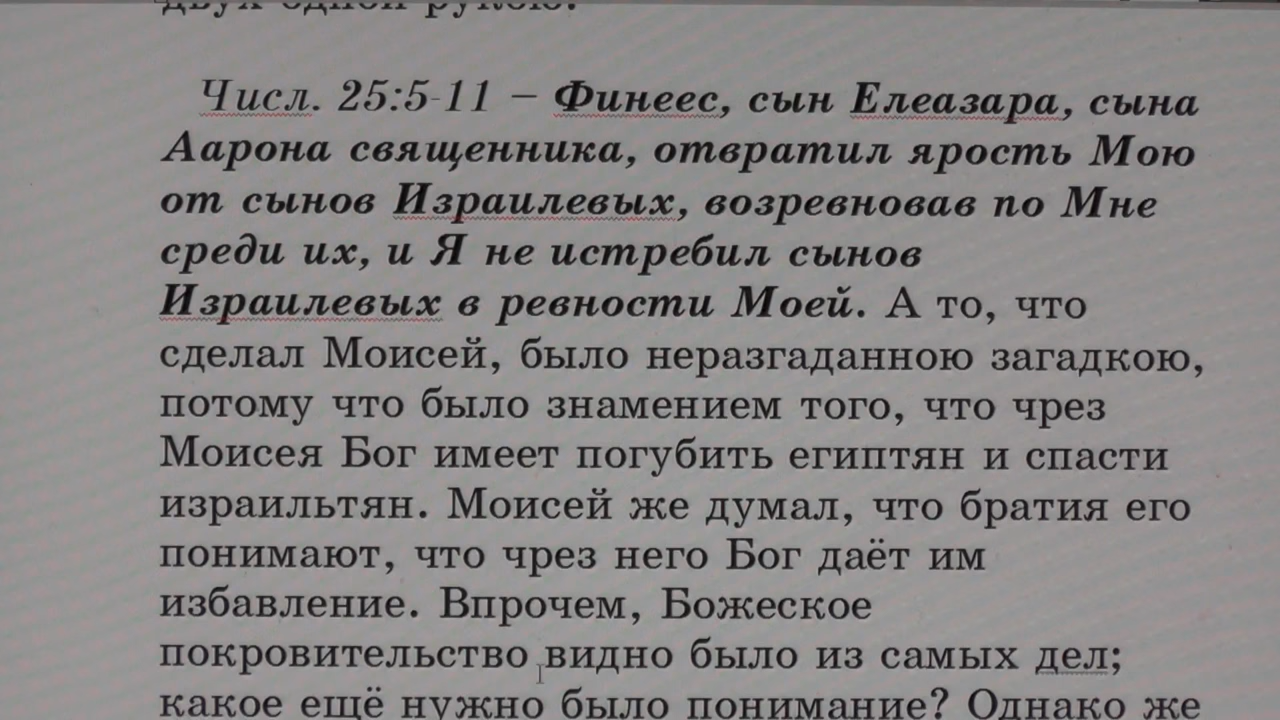 двух одной рукою.
Числ. 25:5-11 – Финеес, сын Елеазара, сына
Аарона священника, отвратил ярость Мою
от сынов Израилевых, возревновав по Мне
среди их, и Я не истребил сынов
Израилевых в ревности Моей. А то, что
сделал Моисей, было неразгаданною загадкою,
потому что было знамением того, что чрез
Моисея Бог имеет погубить египтян и спасти
израильтян. Моисей же думал, что братия его
понимают, что чрез него Бог даёт им
избавление. Впрочем, Божеское
покровительство видно было из самых дел;
какое ещё нужно было понимание? Однако же